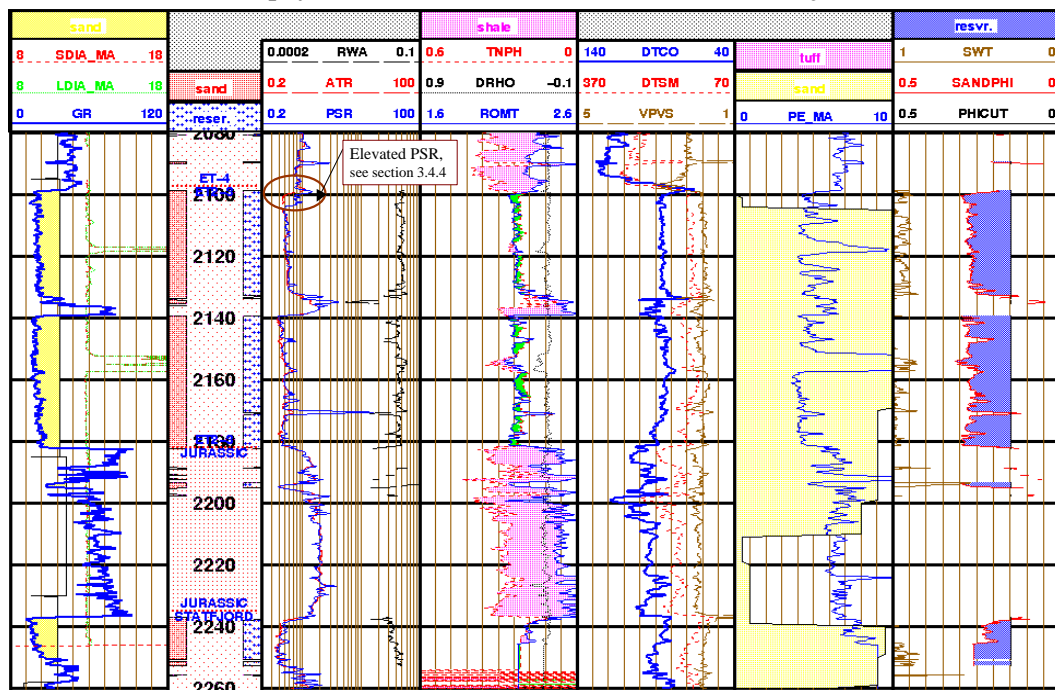 sand
8 SDIA_MA 18
8 LDIA_MA 18
0 GR 120
sand
reser.
0.0002 RWA 0.1
0.2 ATR 100
0.2 PSR 100
shale
0.6 TNPH 0
0.9 DRHO -0.1
1.6 ROMT 2.6
140 DTCO 40
370 DTSM 70
5 VPVS 1
tuff
sand
0 PE_MA 10
resvr.
1 SWT 0
0.5 SANDPHI 0
0.5 PHICUT 0
2080
Elevated PSR,
see section 3.4.4
ET-4
2100
2120
2140
2160
2180
JURASSIC
2200
2220
JURASSIC
STATFJORD
2240
2260